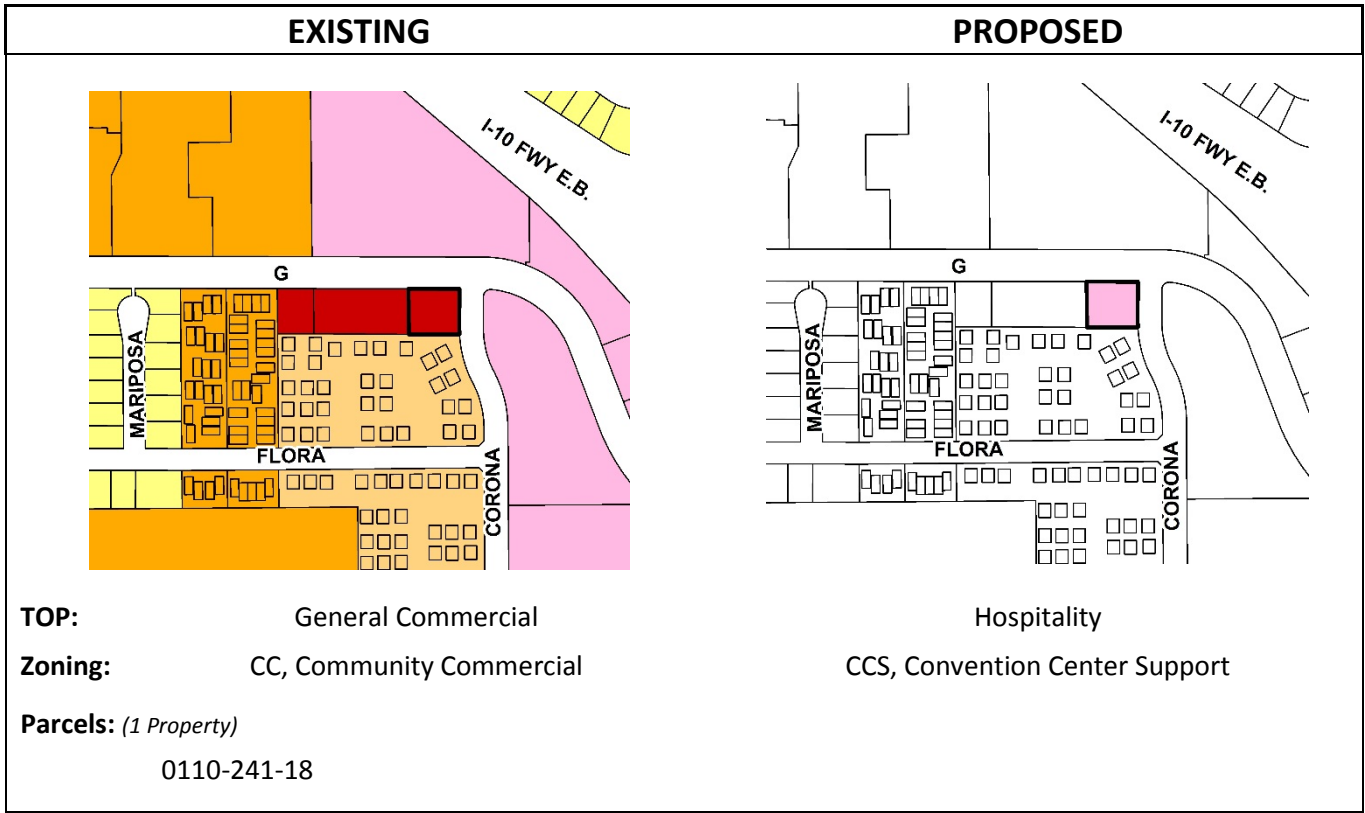 EXISTING
PROPOSED
I-10 FWY E.B.
G
MARIPOSA
FLORA
CORONA
I-10 FWY E.B.
G
MARIPOSA
FLORA
CORONA
TOP: General Commercial Hospitality
Zoning: CC, Community Commercial CCS, Convention Center Support
Parcels: (1 Property)
0110-241-18